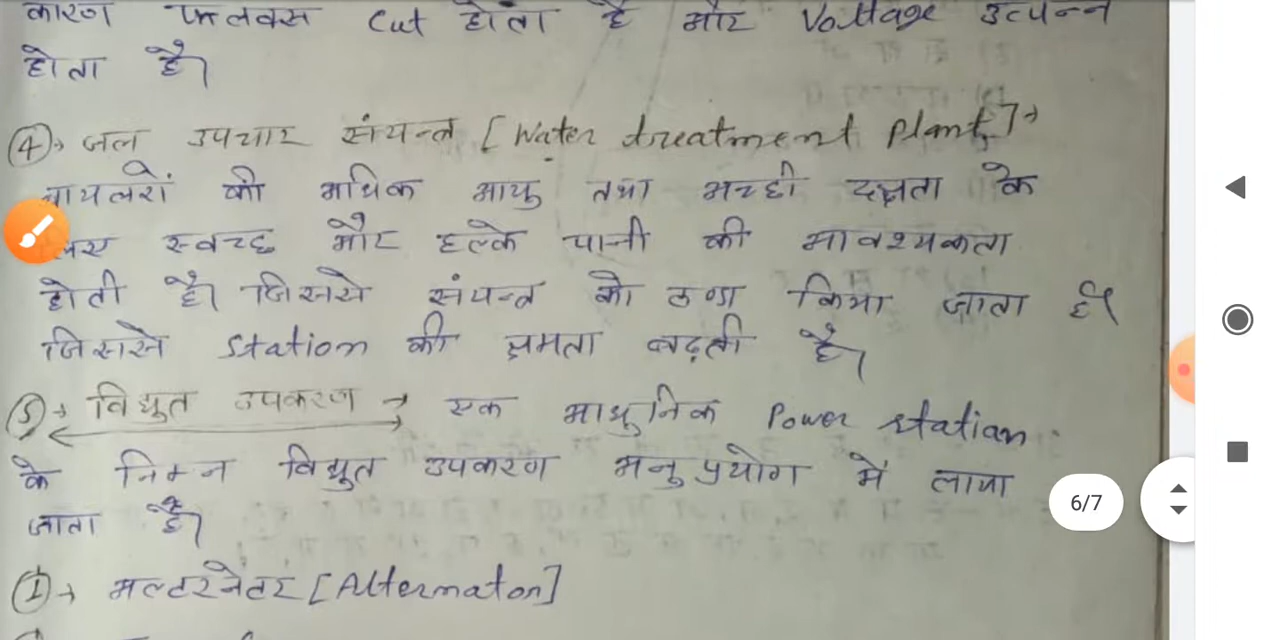 कारण फ्लक्स Cut होता है और Voltage उत्पन्न
होता है।
④→ जल उपचार संयन्त्र [Water treatment Plant]→
बायलरों की अधिक आयु तथा अच्छी दक्षता के
लिए स्वच्छ और हल्के पानी की आवश्यकता
होती है। जिससे संयन्त्र को ठण्डा किया जाता है।
जिससे Station की क्षमता बढ़ती है।
⑤→ विद्युत उपकरण → एक आधुनिक Power station
के निम्न विद्युत उपकरण अनुप्रयोग में लाया
जाता है।
①→ अल्टरनेटर [Alternaton]
6/7